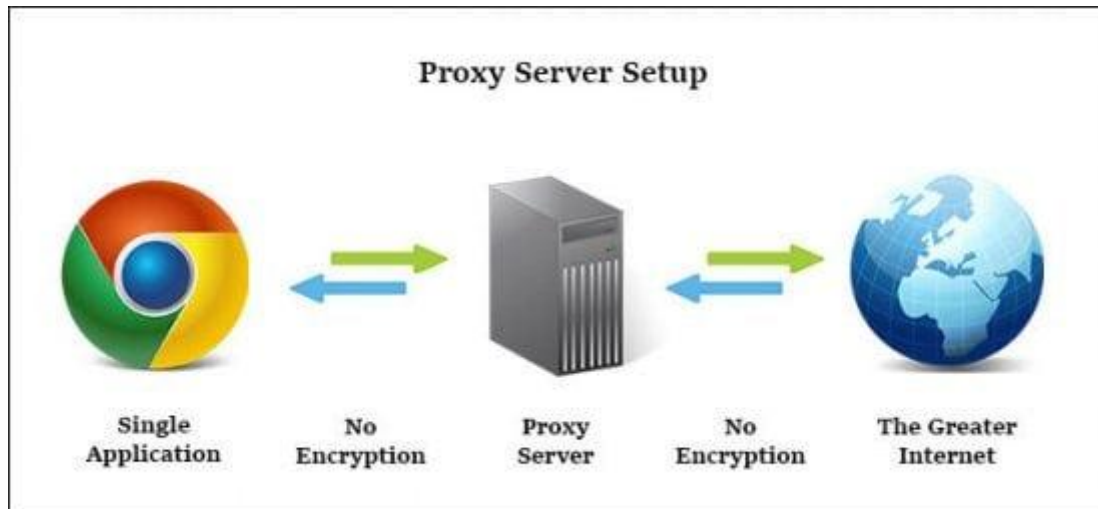 Proxy Server Setup
Single
Application
No
Encryption
Proxy
Server
No
Encryption
The Greater
Internet